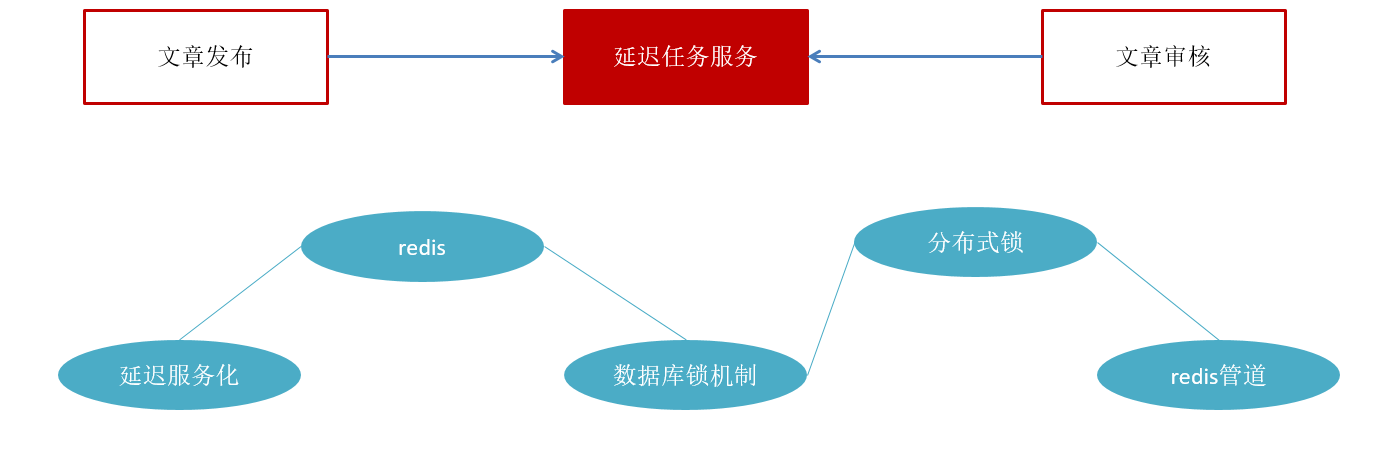 文章发布
延迟任务服务
文章审核
redis
分布式锁
延迟服务化
数据库锁机制
redis管道